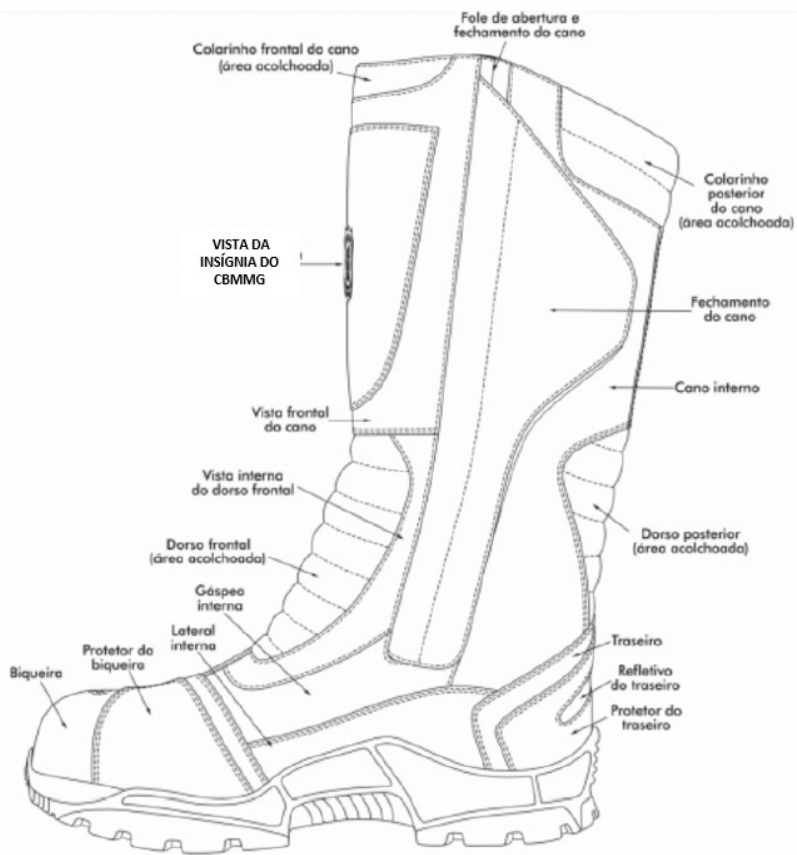 Fole de abertura e
fechamento do cano
Colarinho frontal do cano
(área acolchoada)
Colarinho
posterior
do cano
(área acolchoada)
VISTA DA
INSÍGNIA DO
CBMMG
Fechamento
do cano
Cano interno
Vista frontal
do cano
Vista interna
do dorso frontal
Dorso posterior
(área acolchoada)
Dorso frontal
(área acolchoada)
Gáspea
interna
Lateral
interna
Traseiro
Protetor da
biqueira
Refletivo
do traseiro
Biqueira
Protetor do
traseiro